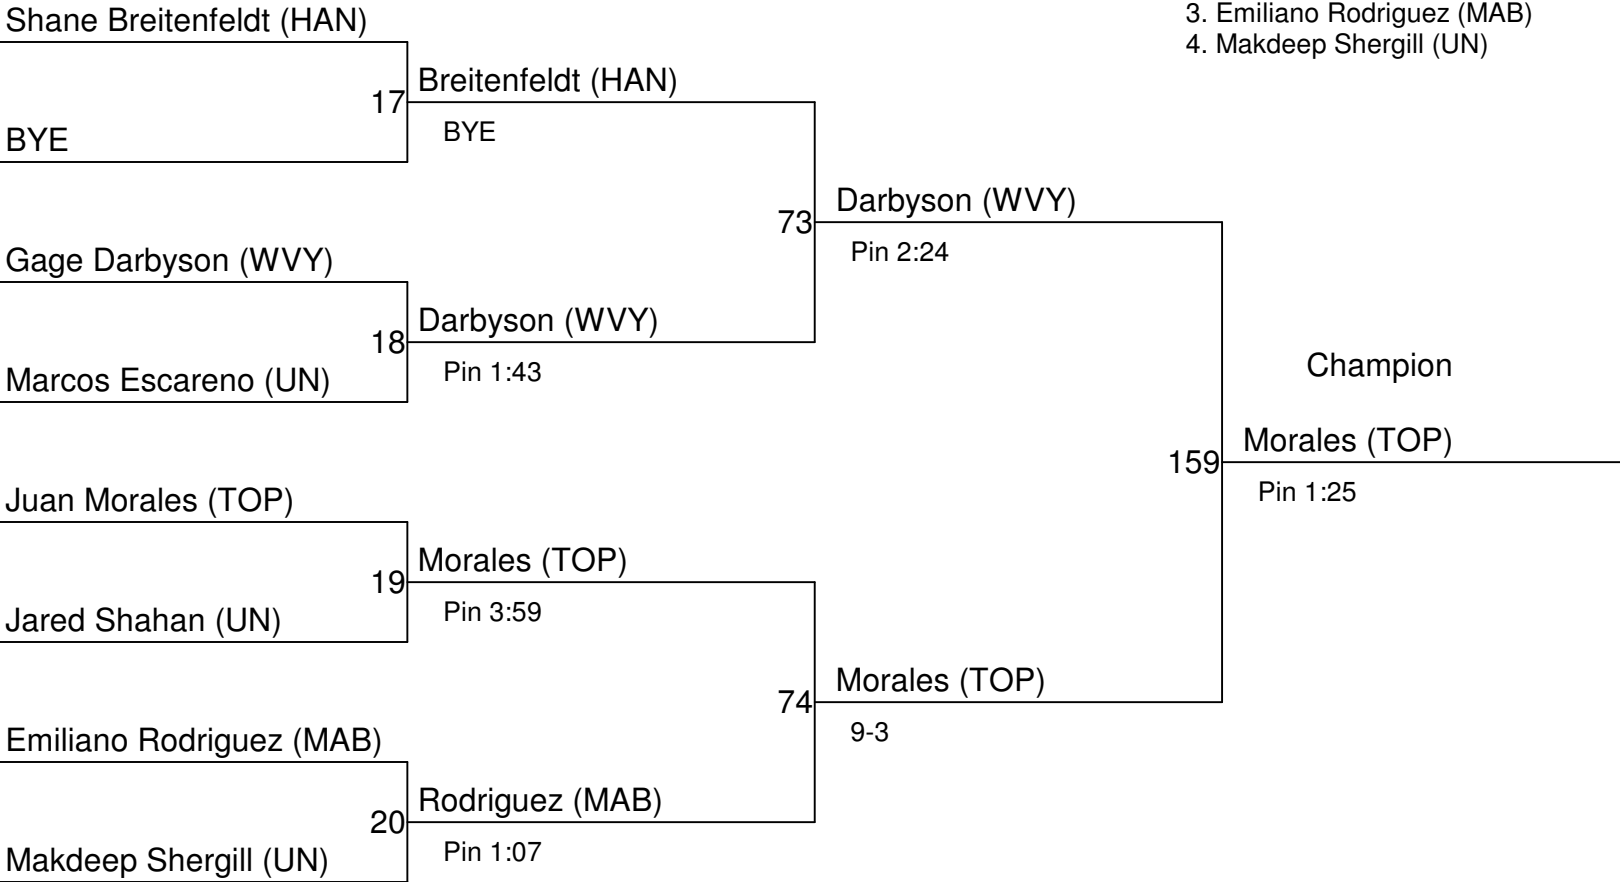 Shane Breitenfeldt (HAN)
3. Emiliano Rodriguez (MAB)
4. Makdeep Shergill (UN)
Breitenfeldt (HAN)
17
BYE
BYE
Darbyson (WVY)
73
Pin 2:24
Gage Darbyson (WVY)
Darbyson (WVY)
18
Pin 1:43
Marcos Escareno (UN)
Champion
Morales (TOP)
159
Pin 1:25
Juan Morales (TOP)
Morales (TOP)
19
Pin 3:59
Jared Shahan (UN)
Morales (TOP)
74
9-3
Emiliano Rodriguez (MAB)
Rodriguez (MAB)
20
Pin 1:07
Makdeep Shergill (UN)